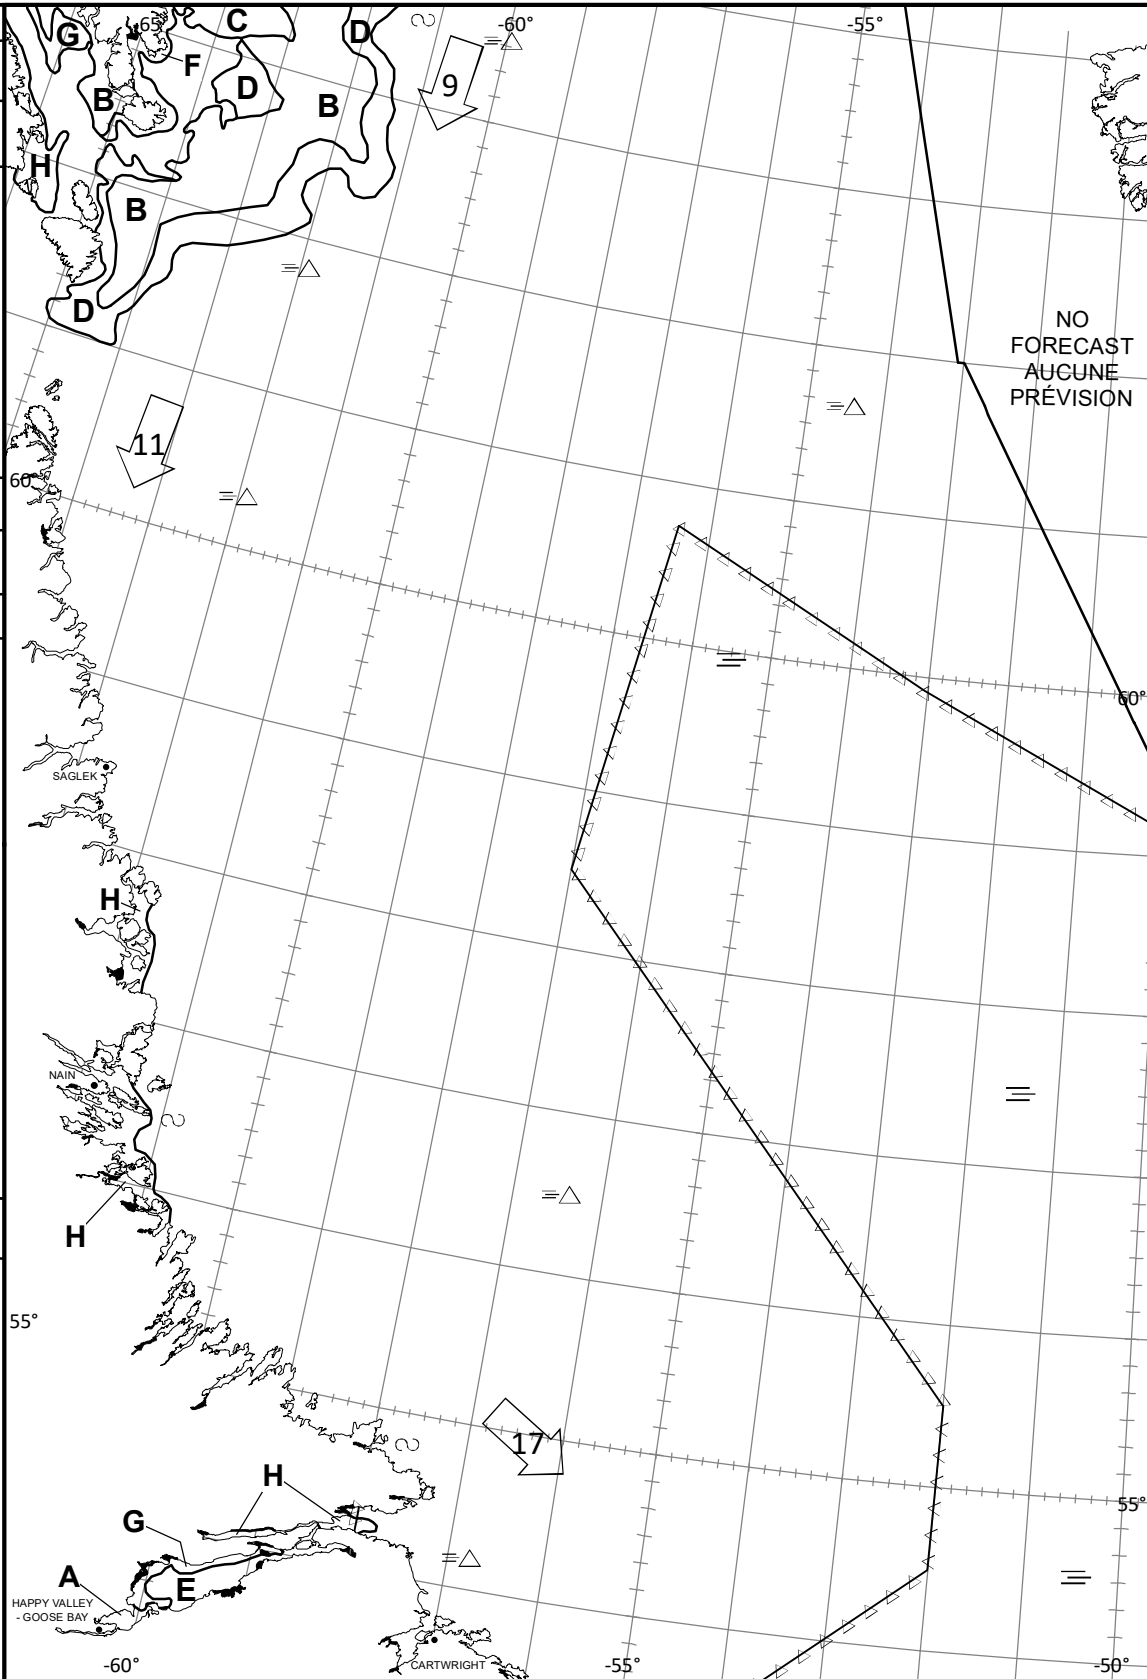 C
65°
G
D
-60°
-55°
F
9
D
B
B
H
B
D
NO
FORECAST
AUCUNE
PRÉVISION
11
60°
60°
SAGLEK
H
NAIN
H
55°
17
H
55°
G
A
E
HAPPY VALLEY
- GOOSE BAY
CARTWRIGHT
-60°
-55°
-50°